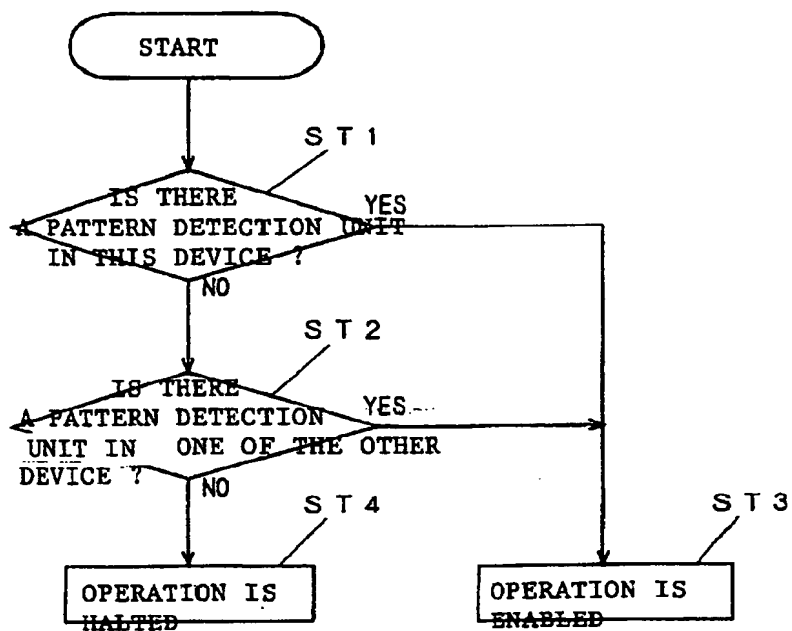 START
ST1
IS THERE
A PATTERN DETECTION UNIT
IN THIS DEVICE ?
YES
NO
ST2
IS THERE
A PATTERN DETECTION
UNIT IN ONE OF THE OTHER
DEVICE ?
YES
NO
ST4
OPERATION IS
HALTED
ST3
OPERATION IS
ENABLED